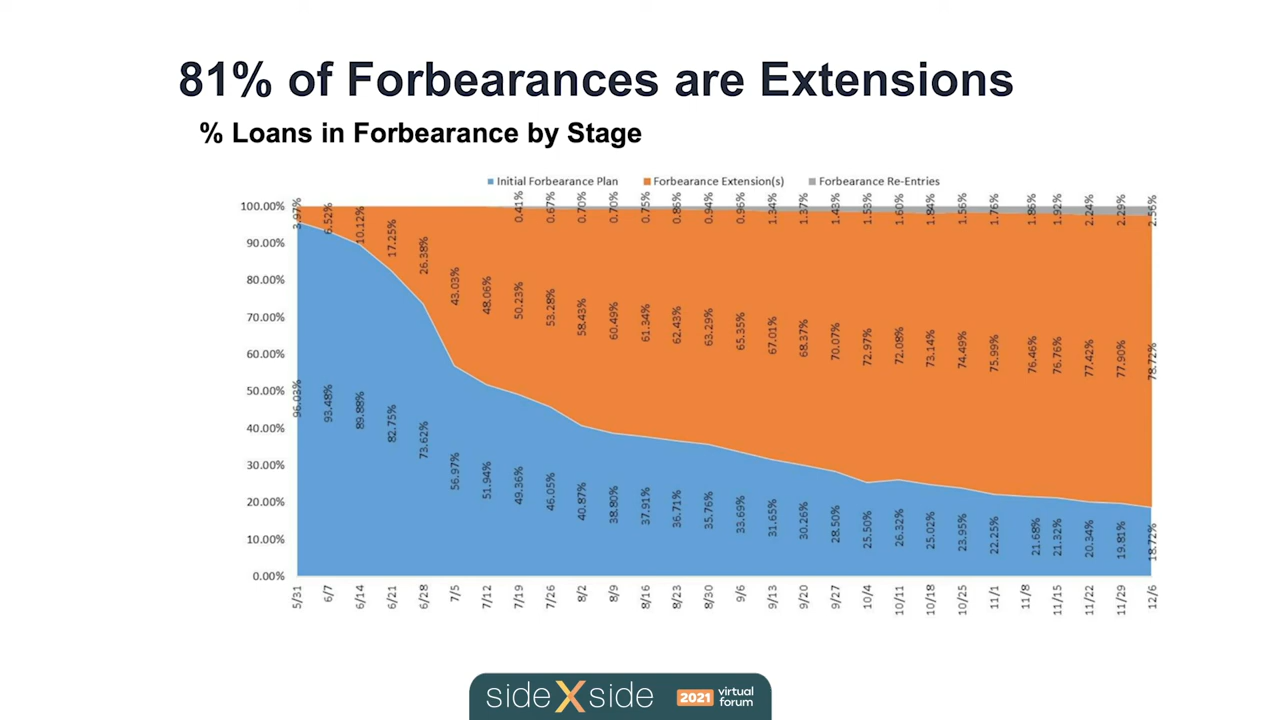 81% of Forbearances are Extensions
% Loans in Forbearance by Stage
Initial Forbearance Plan Forbearance Extension(s) Forbearance Re-Entries
0.41% 0.67% 0.70% 0.70% 0.75% 0.86% 0.94% 0.96% 1.34% 1.37% 1.43% 1.53% 1.60% 1.84% 1.56% 1.76% 1.86% 1.92% 2.24% 2.29% 2.56%
3.97% 6.52% 10.12% 17.25% 26.38% 43.03% 48.06% 50.23% 53.28% 58.43% 60.49% 61.34% 62.43% 63.29% 65.35% 67.01% 68.37% 70.07% 72.97% 72.08% 73.14% 74.49% 75.99% 76.46% 76.76% 77.42% 77.90% 78.72%
96.03% 93.48% 89.88% 82.75% 73.62% 56.97% 51.94% 49.36% 46.05% 40.87% 38.80% 37.91% 36.71% 35.76% 33.69% 31.65% 30.26% 28.50% 25.50% 26.32% 25.02% 23.95% 22.25% 21.68% 21.32% 20.34% 19.81% 18.72%
100.00%
90.00%
80.00%
70.00%
60.00%
50.00%
40.00%
30.00%
20.00%
10.00%
0.00%
5/31 6/7 6/14 6/21 6/28 7/5 7/12 7/19 7/26 8/2 8/9 8/16 8/23 8/30 9/6 9/13 9/20 9/27 10/4 10/11 10/18 10/25 11/1 11/8 11/15 11/22 11/29 12/6
side X side 2021 virtual
forum